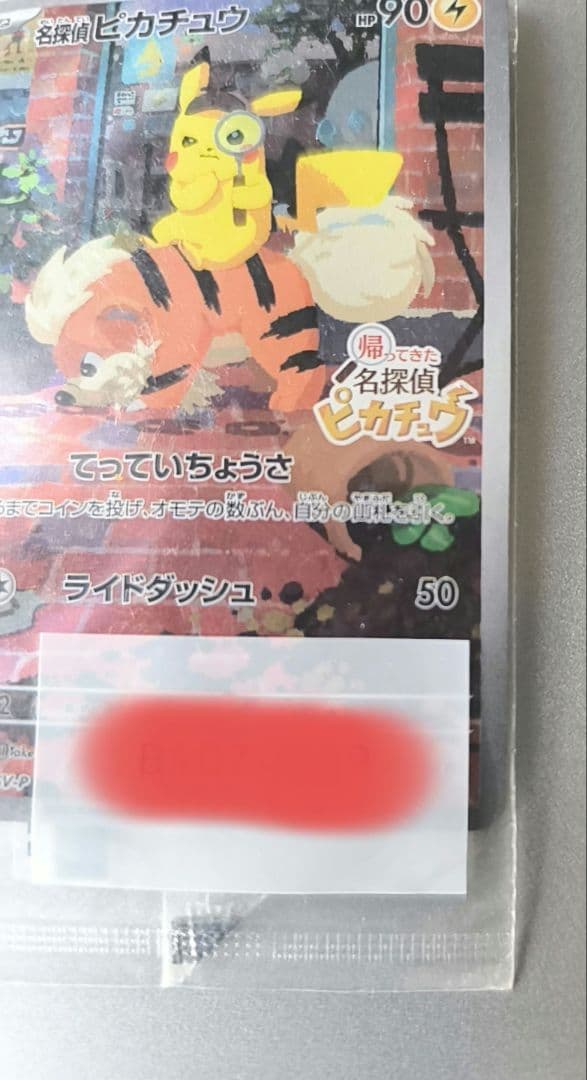 名探偵ピカチュウ HP90
帰ってきた
名探偵
ピカチュウ
TM
てっていちょうさ
までコインを投げ、オモテの数ぶん、自分の山札を引く。
ライドダッシュ 50
2
V-P